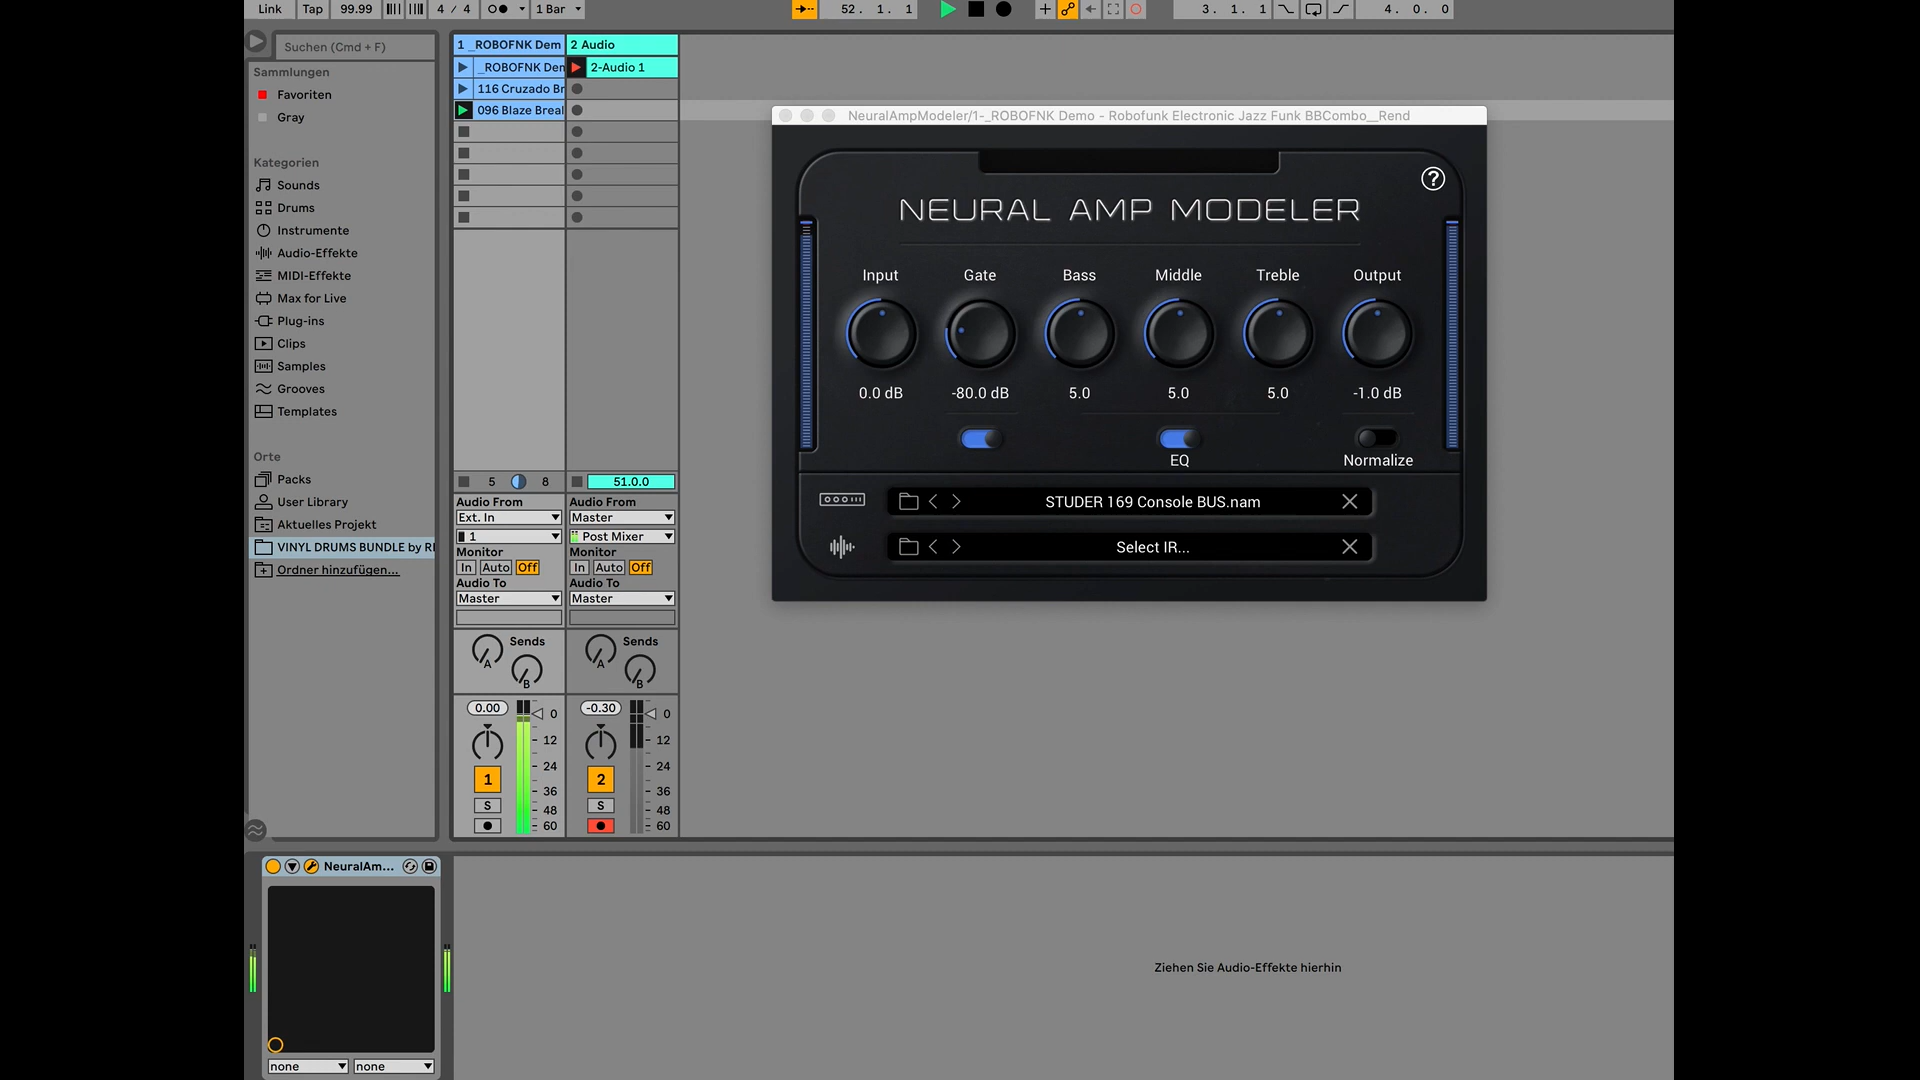 Link Tap 99.99 4 / 4 1 Bar 52. 1. 1 3. 1. 1 4. 0. 0
Suchen (Cmd + F)
Sammlungen
Favoriten
Gray
Kategorien
Sounds
Drums
Instrumente
Audio-Effekte
MIDI-Effekte
Max for Live
Plug-ins
Clips
Samples
Grooves
Templates
Orte
Packs
User Library
Aktuelles Projekt
VINYL DRUMS BUNDLE by RI
Ordner hinzufügen...
1 _ROBOFNK Dem
_ROBOFNK Den
116 Cruzado Br
096 Blaze Breal
5 8
Audio From
Ext. In
1
Monitor
In Auto Off
Audio To
Master
Sends
A
B
0.00
0
12
24
36
48
60
1
S
2 Audio
2-Audio 1
51.0.0
Audio From
Master
Post Mixer
Monitor
In Auto Off
Audio To
Master
Sends
A
B
-0.30
0
12
24
36
48
60
2
S
NeuralAmpModeler/1-_ROBOFNK Demo - Robofunk Electronic Jazz Funk BBCombo__Rend
?
NEURAL AMP MODELER
Input Gate Bass Middle Treble Output
0.0 dB -80.0 dB 5.0 5.0 5.0 -1.0 dB
EQ Normalize
STUDER 169 Console BUS.nam
Select IR...
NeuralAm...
none none
Ziehen Sie Audio-Effekte hierhin